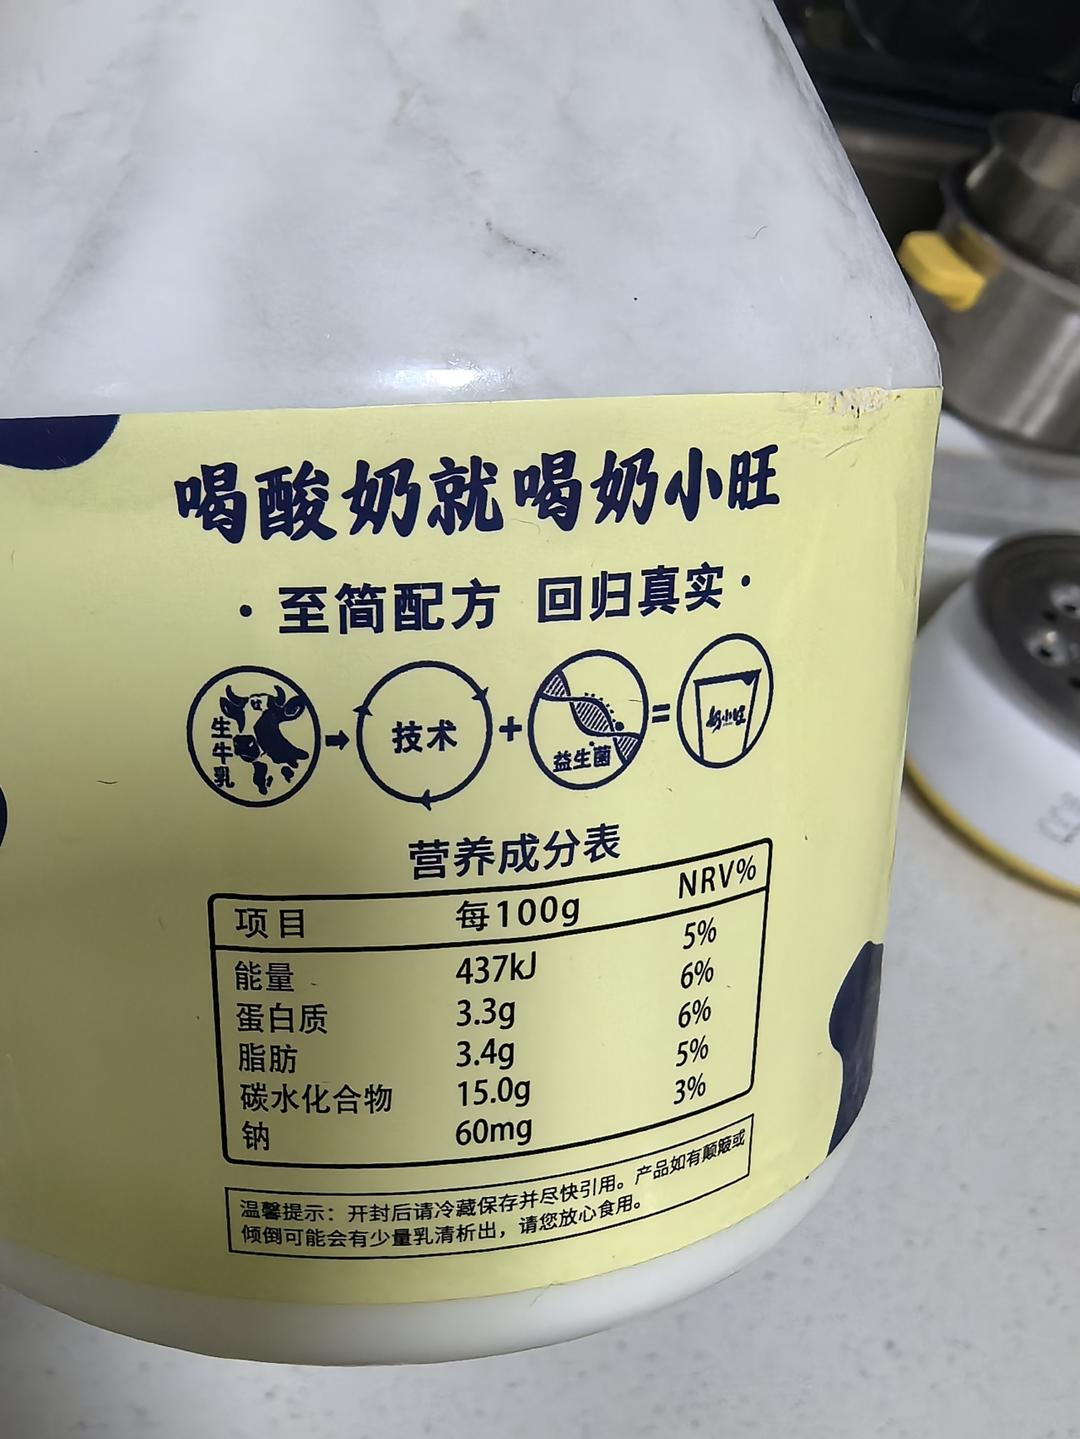 喝酸奶就喝奶小旺
·至简配方 回归真实·
生牛乳
技术
+
益生菌
=
奶小旺
营养成分表
项目 每100g NRV%
能量 437kJ 5%
蛋白质 3.3g 6%
脂肪 3.4g 6%
碳水化合物 15.0g 5%
钠 60mg 3%
温馨提示：开封后请冷藏保存并尽快引用。产品如有颠簸或
倾倒可能会有少量乳清析出，请您放心食用。